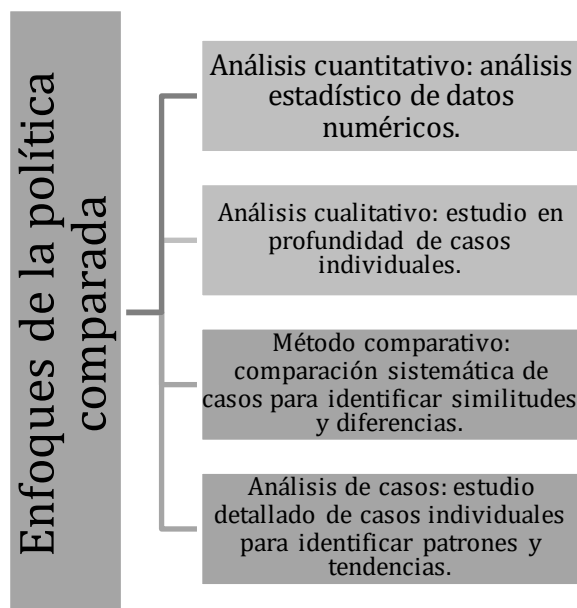 Enfoques de la política
comparada
Análisis cuantitativo: análisis
estadístico de datos
numéricos.
Análisis cualitativo: estudio en
profundidad de casos
individuales.
Método comparativo:
comparación sistemática de
casos para identificar similitudes
y diferencias.
Análisis de casos: estudio
detallado de casos individuales
para identificar patrones y
tendencias.